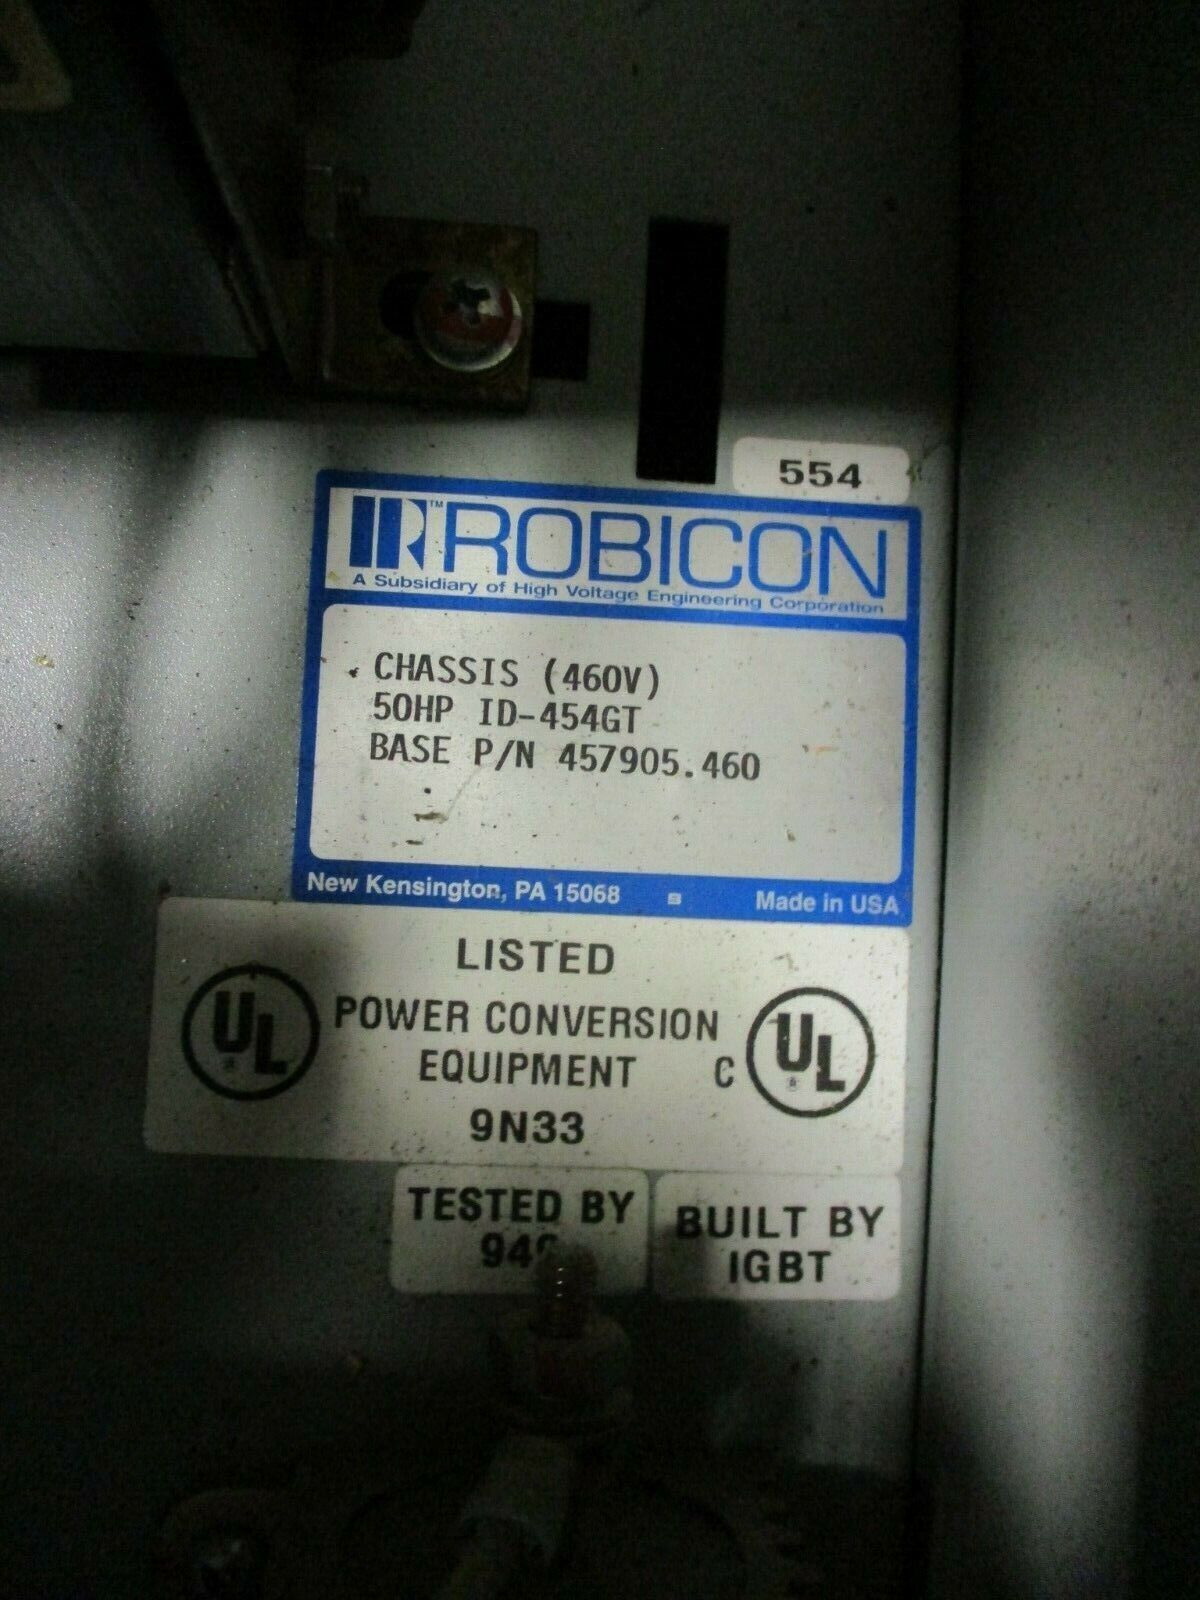 554
R™ ROBICON
A Subsidiary of High Voltage Engineering Corporation
CHASSIS (460V)
50HP ID-454GT
BASE P/N 457905.460
New Kensington, PA 15068 B Made in USA
LISTED
UL POWER CONVERSION
EQUIPMENT C UL
9N33
TESTED BY
BUILT BY
IGBT